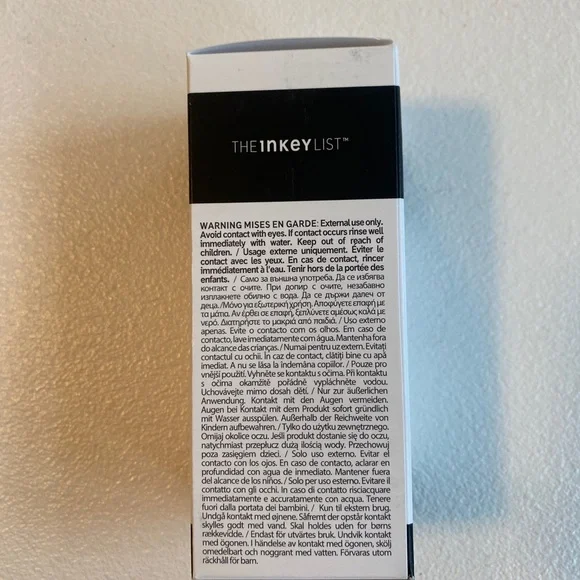 THE INKEY LIST™
WARNING MISES EN GARDE: External use only.
Avoid contact with eyes. If contact occurs rinse well
immediately with water. Keep out of reach of
children. / Usage externe uniquement. Éviter le
contact avec les yeux. En cas de contact, rincer
immédiatement à l'eau. Tenir hors de la portée des
enfants. / Само за външна употреба. Да се избягва
контакт с очите. При допир с очите, незабавно
изплакнете обилно с вода. Да се държи далеч от
деца. /Μόνο για εξωτερική χρήση. Αποφύγετε επαφή με
τα μάτια. Αν έρθει σε επαφή, ξεπλύνετε αμέσως καλά με
νερό. Διατηρήστε το μακριά από παιδιά. / Uso externo
apenas. Evite o contacto com os olhos. Em caso de
contacto, lave imediatamente com água. Mantenha fora
do alcance das crianças. / Numai pentru uz extern. Evitați
contactul cu ochii. În caz de contact, clătiți bine cu apă
imediat. A nu se lăsa la îndemâna copiilor. / Pouze pro
vnější použití. Vyhněte se kontaktu s očima. Při kontaktu
s očima okamžitě pořádně vypláchněte vodou.
Uchovávejte mimo dosah dětí. / Nur zur äußerlichen
Anwendung. Kontakt mit den Augen vermeiden.
Augen bei Kontakt mit dem Produkt sofort gründlich
mit Wasser ausspülen. Außerhalb der Reichweite von
Kindern aufbewahren. / Tylko do użytku zewnętrznego.
Omijaj okolice oczu. Jeśli produkt dostanie się do oczu,
natychmiast przepłucz dużą ilością wody. Przechowuj
poza zasięgiem dzieci. / Solo uso externo. Evitar el
contacto con los ojos. En caso de contacto, aclarar en
profundidad con agua de inmediato. Mantener fuera
del alcance de los niños. / Solo per uso esterno. Evitare il
contatto con gli occhi. In caso di contatto risciacquare
immediatamente e accuratamente con acqua. Tenere
fuori dalla portata dei bambini. / Kun til ekstern brug.
Undgå kontakt med øjnene. Såfremt der opstår kontakt
skylles godt med vand. Skal holdes uden for børns
rækkevidde. / Endast för utvärtes bruk. Undvik kontakt
med ögonen. I händelse av kontakt med ögonen, skölj
omedelbart och noggrant med vatten. Förvaras utom
räckhåll för barn.